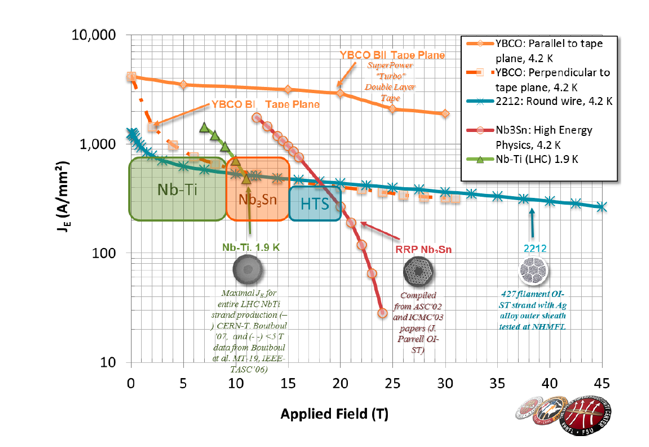 10,000
1,000
100
10
J_E (A/mm²)
0 5 10 15 20 25 30 35 40 45
Applied Field (T)
YBCO: Parallel to tape
plane, 4.2 K
YBCO: Perpendicular to
tape plane, 4.2 K
2212: Round wire, 4.2 K
Nb3Sn: High Energy
Physics, 4.2 K
Nb-Ti (LHC) 1.9 K
YBCO BII Tape Plane
SuperPower
"Turbo"
Double Layer
Tape
YBCO B Tape Plane
Nb-Ti
Nb₃Sn
HTS
Nb-Ti, 1.9 K
Maximal J_E for
entire LHC NbTi
strand production (--
) CERN-T. Boutboul
'07, and (- -) <5 T
data from Boutboul
et al. MT-19, IEEE-
TASC'06)
RRP Nb₃Sn
Compiled
from ASC'02
and ICMC'03
papers (J.
Parrell OI-
ST)
2212
427 filament OI-
ST strand with Ag
alloy outer sheath
tested at NHMFL